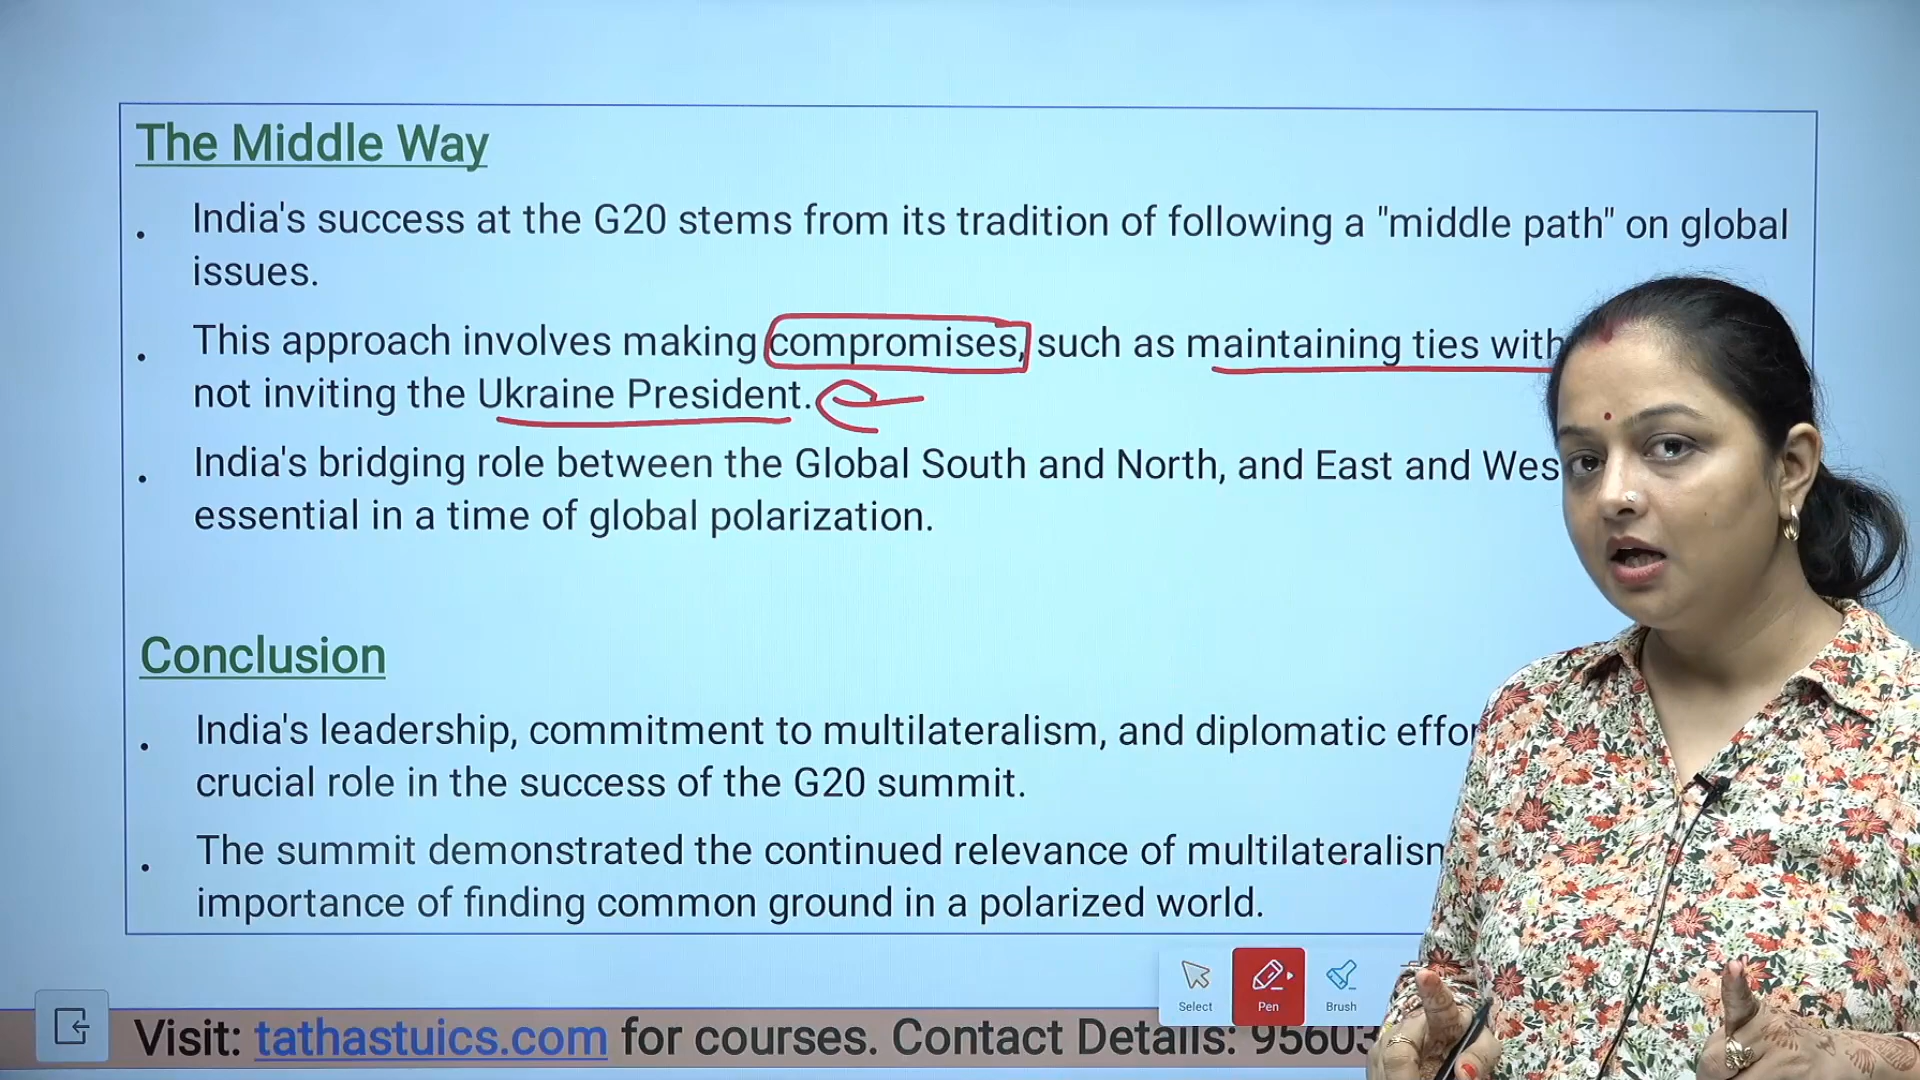 The Middle Way
India's success at the G20 stems from its tradition of following a "middle path" on global
issues.
This approach involves making compromises, such as maintaining ties with
not inviting the Ukraine President.
India's bridging role between the Global South and North, and East and Wes
essential in a time of global polarization.
Conclusion
India's leadership, commitment to multilateralism, and diplomatic effor
crucial role in the success of the G20 summit.
The summit demonstrated the continued relevance of multilateralism
importance of finding common ground in a polarized world.
Select Pen Brush
Visit: tathastuics.com for courses. Contact Details: 95603